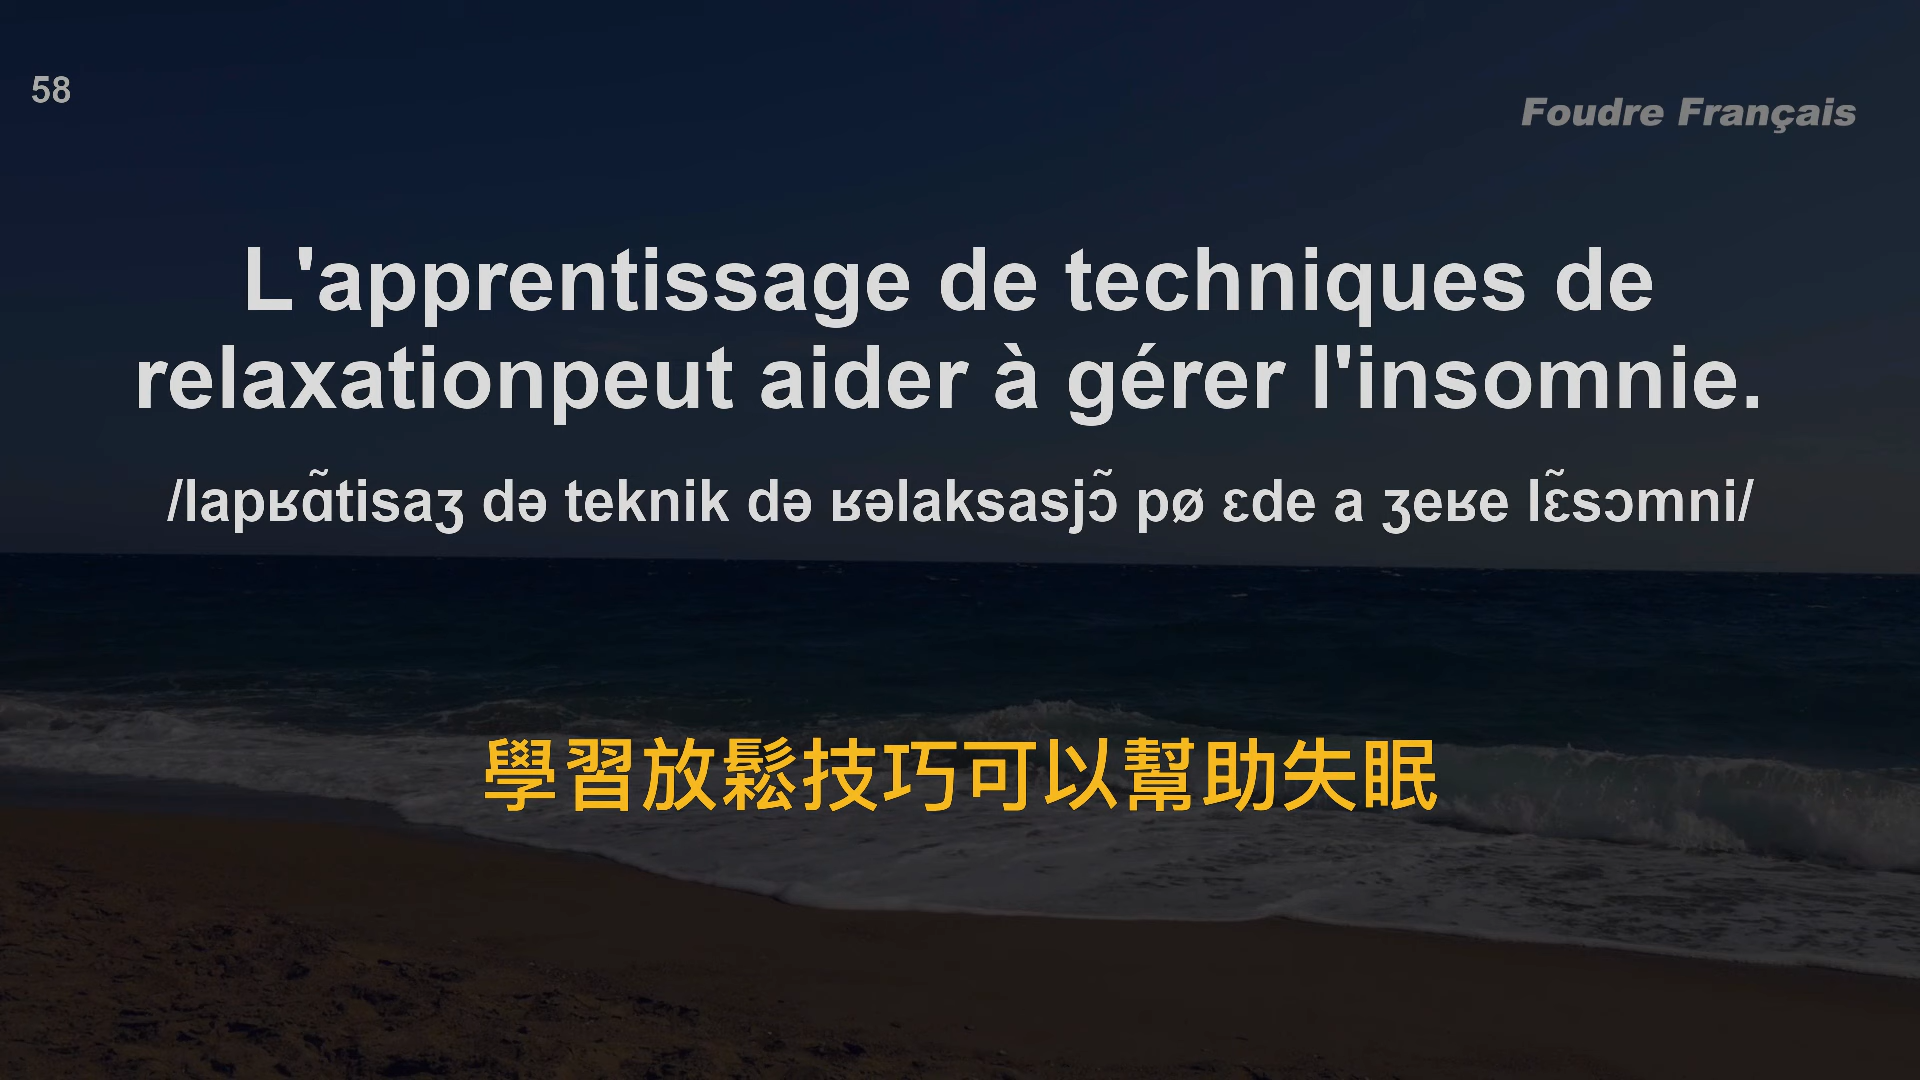 58
Foudre Français
L'apprentissage de techniques de
relaxationpeut aider à gérer l'insomnie.
/lapʁɑ̃tisaʒ də teknik də ʁəlaksasjɔ̃ pø ɛde a ʒeʁe lɛ̃sɔmni/
學習放鬆技巧可以幫助失眠